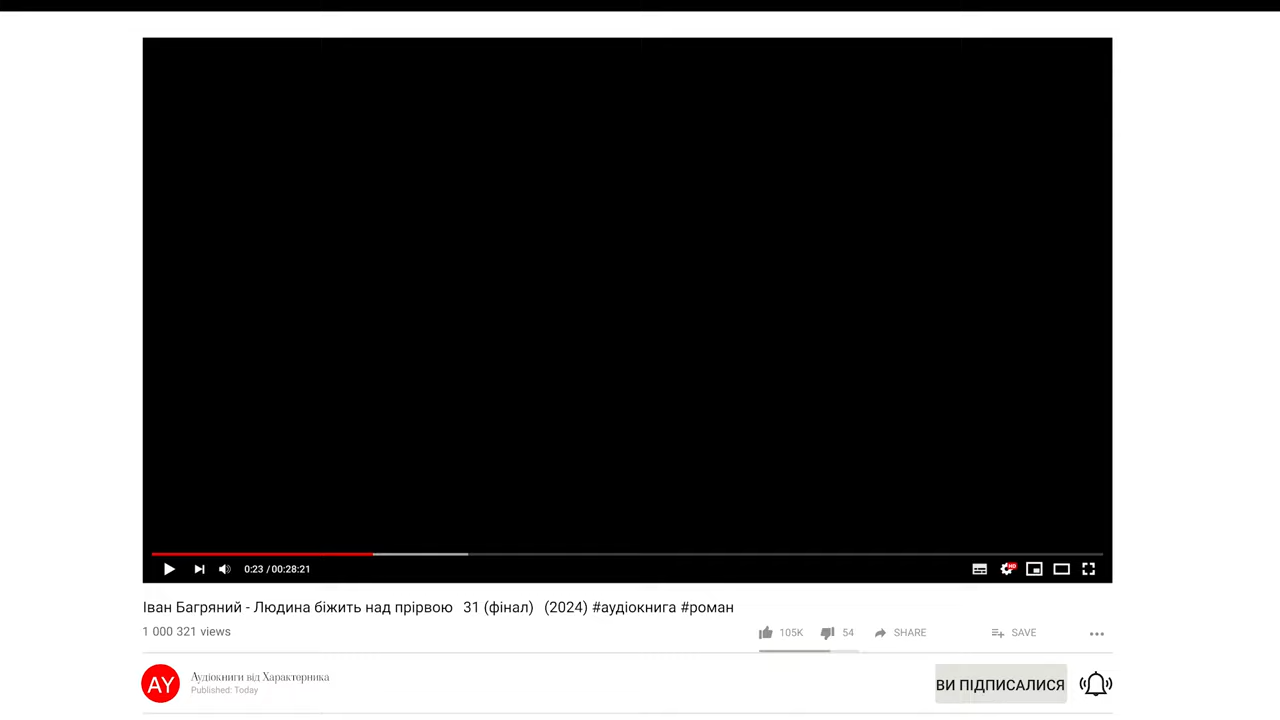 0:23 / 00:28:21
HD
Іван Багряний - Людина біжить над прірвою 31 (фінал) (2024) #аудіокнига #роман
1 000 321 views
105K 54 SHARE SAVE
AY
Аудіокниги від Характерника
Published: Today
ВИ ПІДПИСАЛИСЯ